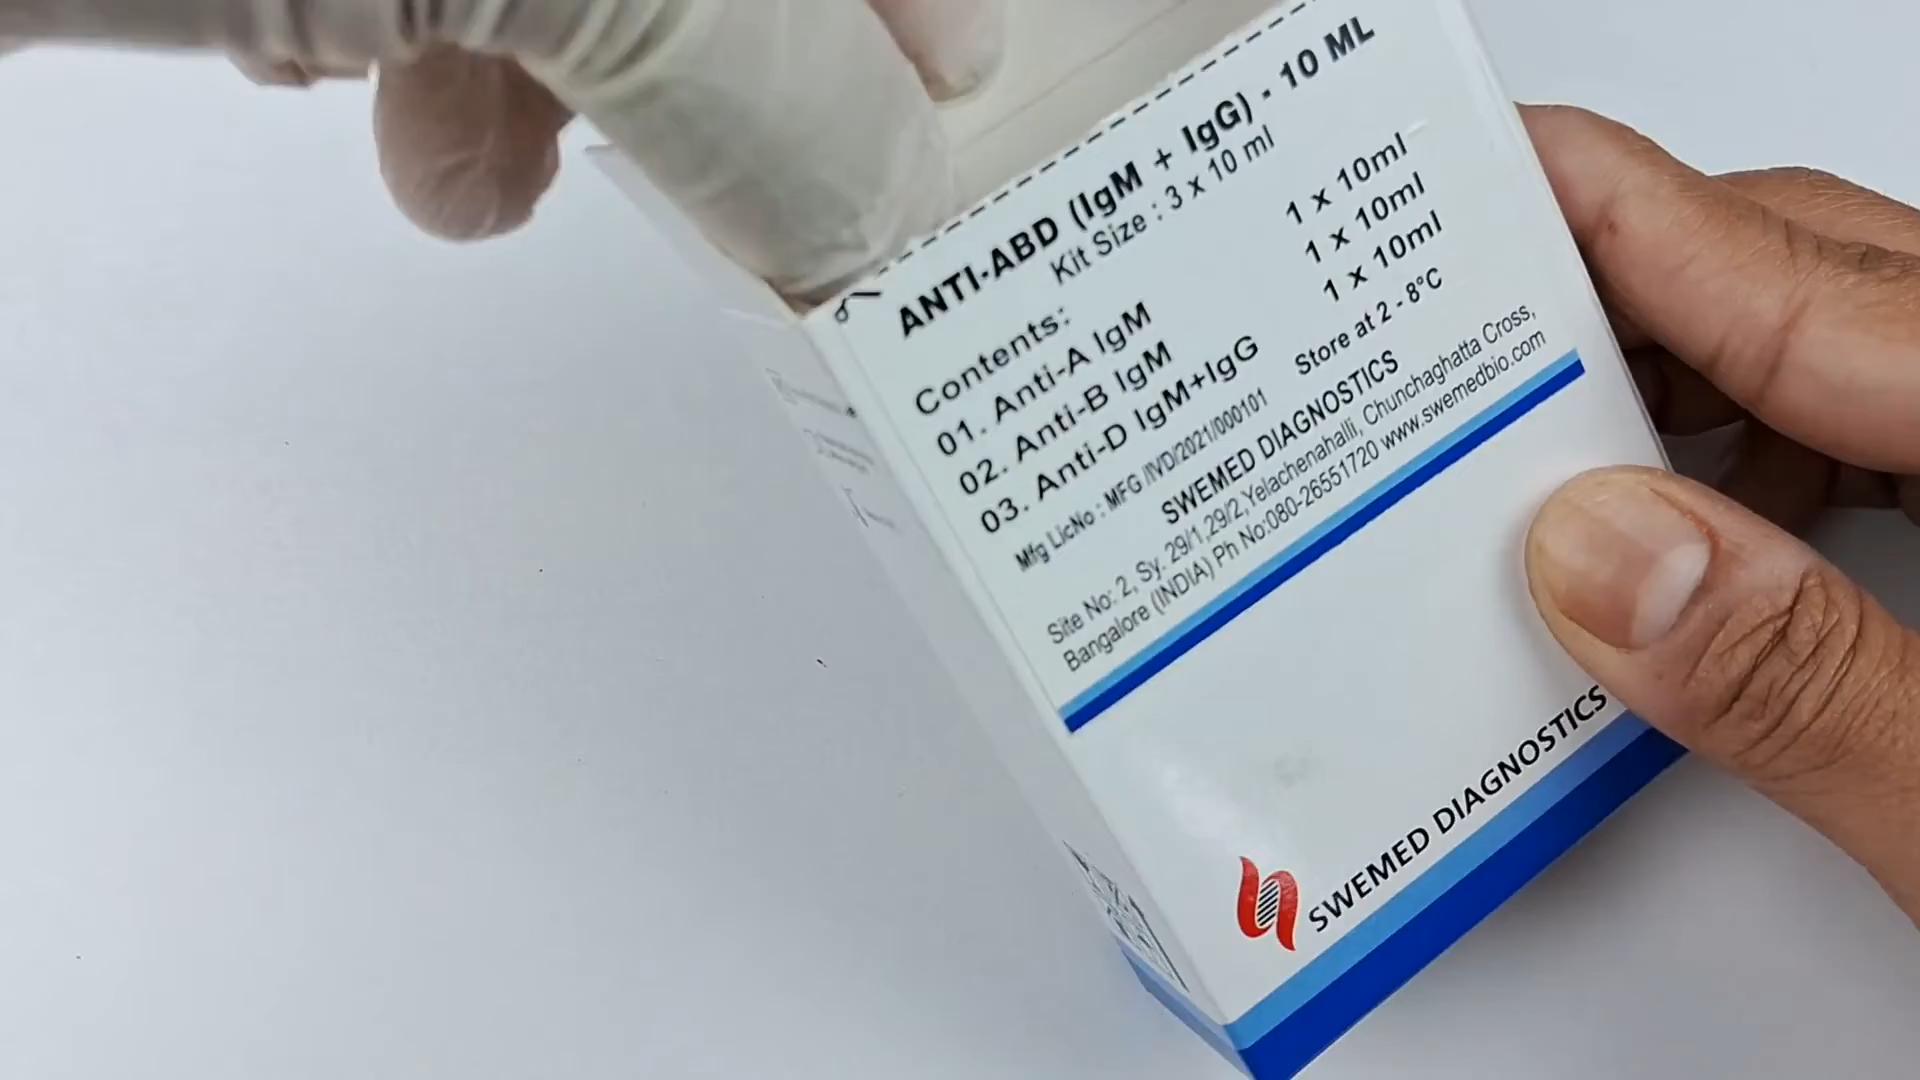 ANTI-ABD (IgM + IgG) - 10 ML
Kit Size : 3 x 10 ml
Contents:
01. Anti-A IgM 1 x 10ml
02. Anti-B IgM 1 x 10ml
03. Anti-D IgM+IgG 1 x 10ml
Mfg LicNo : MFG /IVD/2021/000101 Store at 2 - 8°C
SWEMED DIAGNOSTICS
Site No: 2, Sy. 29/1,29/2,Yelachenahalli, Chunchaghatta Cross,
Bangalore (INDIA) Ph No:080-26551720 www.swemedbio.com
SWEMED DIAGNOSTICS